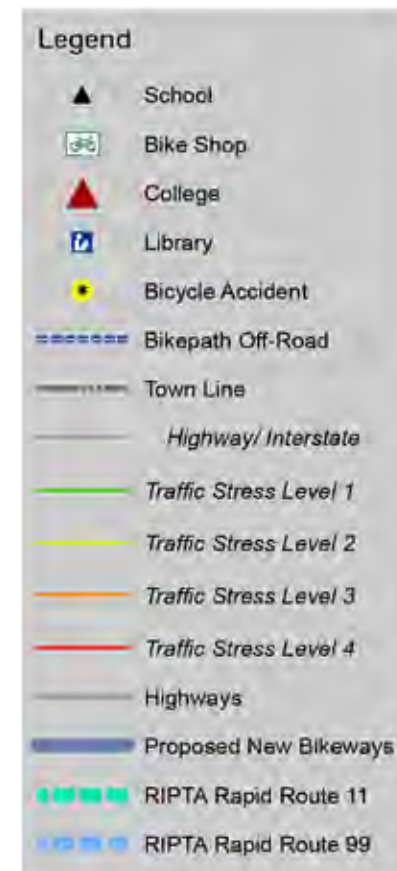 Legend
School
Bike Shop
College
Library
Bicycle Accident
Bikepath Off-Road
Town Line
Highway/ Interstate
Traffic Stress Level 1
Traffic Stress Level 2
Traffic Stress Level 3
Traffic Stress Level 4
Highways
Proposed New Bikeways
RIPTA Rapid Route 11
RIPTA Rapid Route 99